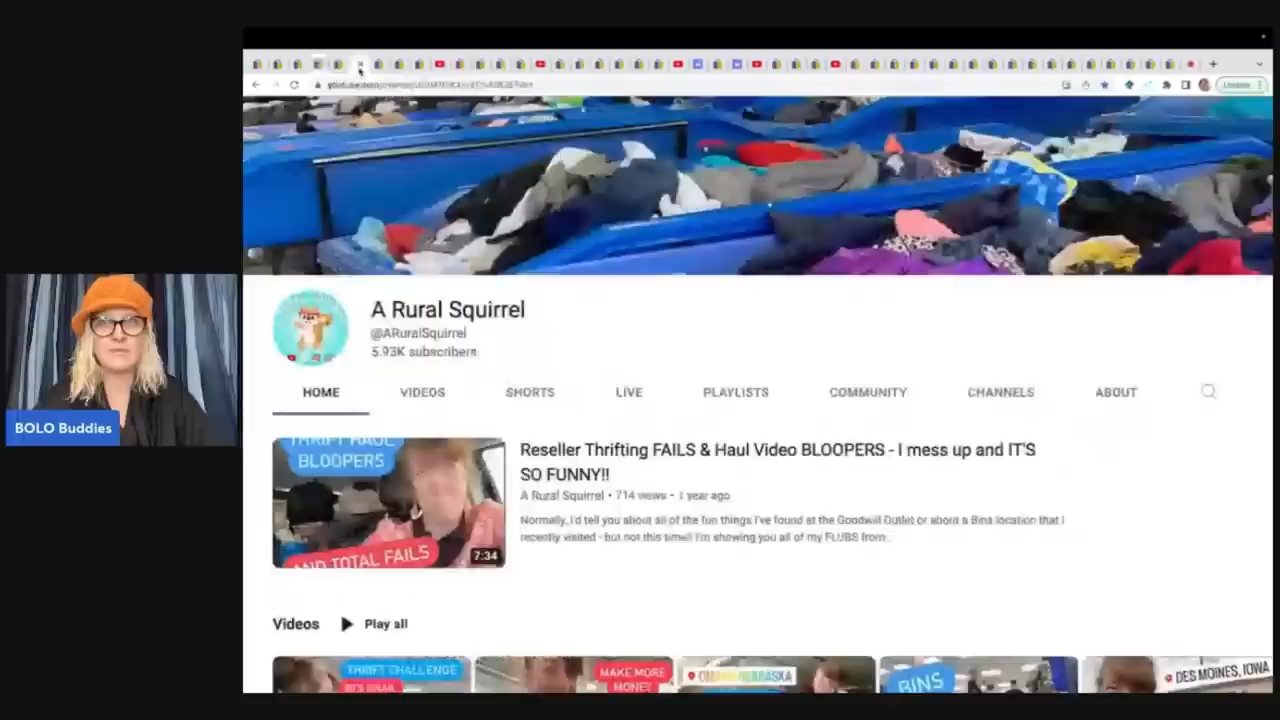 A Rural Squirrel
@ARuralSquirrel
5.93K subscribers
HOME VIDEOS SHORTS LIVE PLAYLISTS COMMUNITY CHANNELS ABOUT
BOLO Buddies
THRIFT HAUL
BLOOPERS
AND TOTAL FAILS
7:34
Reseller Thrifting FAILS & Haul Video BLOOPERS - I mess up and IT'S
SO FUNNY!!
A Rural Squirrel • 714 views • 1 year ago
Normally, I'd tell you about all of the fun things I've found at the Goodwill Outlet or about a Bins location that I
recently visited - but not this time! I'm showing you all of my FLUBS from...
Videos Play all
THRIFT CHALLENGE
MAKE MORE
MONEY
OMAHA NEBRASKA
BINS
DES MOINES, IOWA